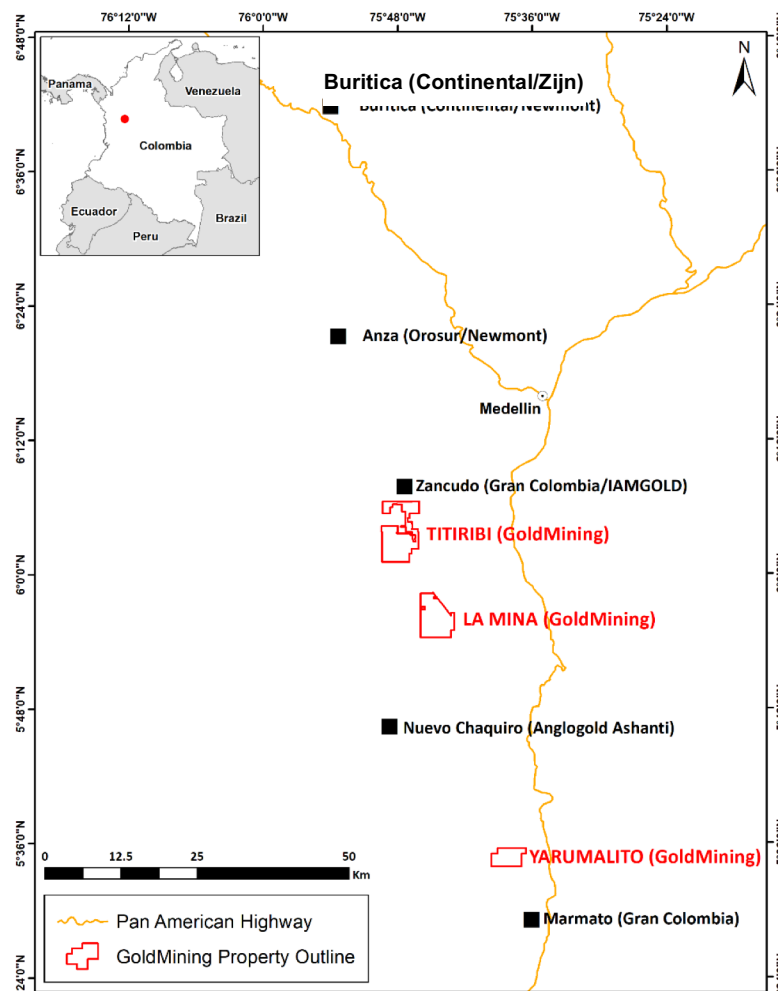 76°12'0"W 76°0'0"W 75°48'0"W 75°36'0"W 75°24'0"W
6°48'0"N
N
Panama
Venezuela
Colombia
Ecuador
Brazil
Peru
Buritica (Continental/Zijn)
Buritica (Continental/Newmont)
6°36'0"N
6°24'0"N
Anza (Orosur/Newmont)
Medellin
6°12'0"N
Zancudo (Gran Colombia/IAMGOLD)
TITIRIBI (GoldMining)
6°0'0"N
LA MINA (GoldMining)
5°48'0"N
Nuevo Chaquiro (Anglogold Ashanti)
5°36'0"N
YARUMALITO (GoldMining)
0 12.5 25 50
Km
Marmato (Gran Colombia)
Pan American Highway
GoldMining Property Outline
24'0"N